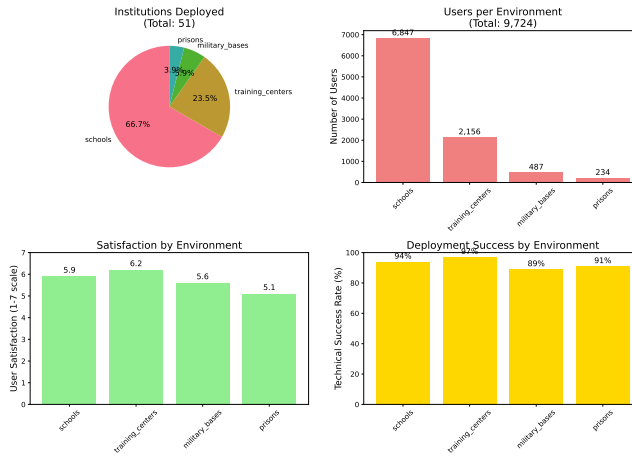 Institutions Deployed
(Total: 51)
prisons
military_bases
training_centers
schools
3.9%
5.9%
23.5%
66.7%
Users per Environment
(Total: 9,724)
Number of Users
7000
6000
5000
4000
3000
2000
1000
0
6,847
2,156
487
234
schools
training_centers
military_bases
prisons
Satisfaction by Environment
User Satisfaction (1-7 scale)
7
6
5
4
3
2
1
0
5.9
6.2
5.6
5.1
schools
training_centers
military_bases
prisons
Deployment Success by Environment
Technical Success Rate (%)
100
80
60
40
20
0
94%
97%
89%
91%
schools
training_centers
military_bases
prisons